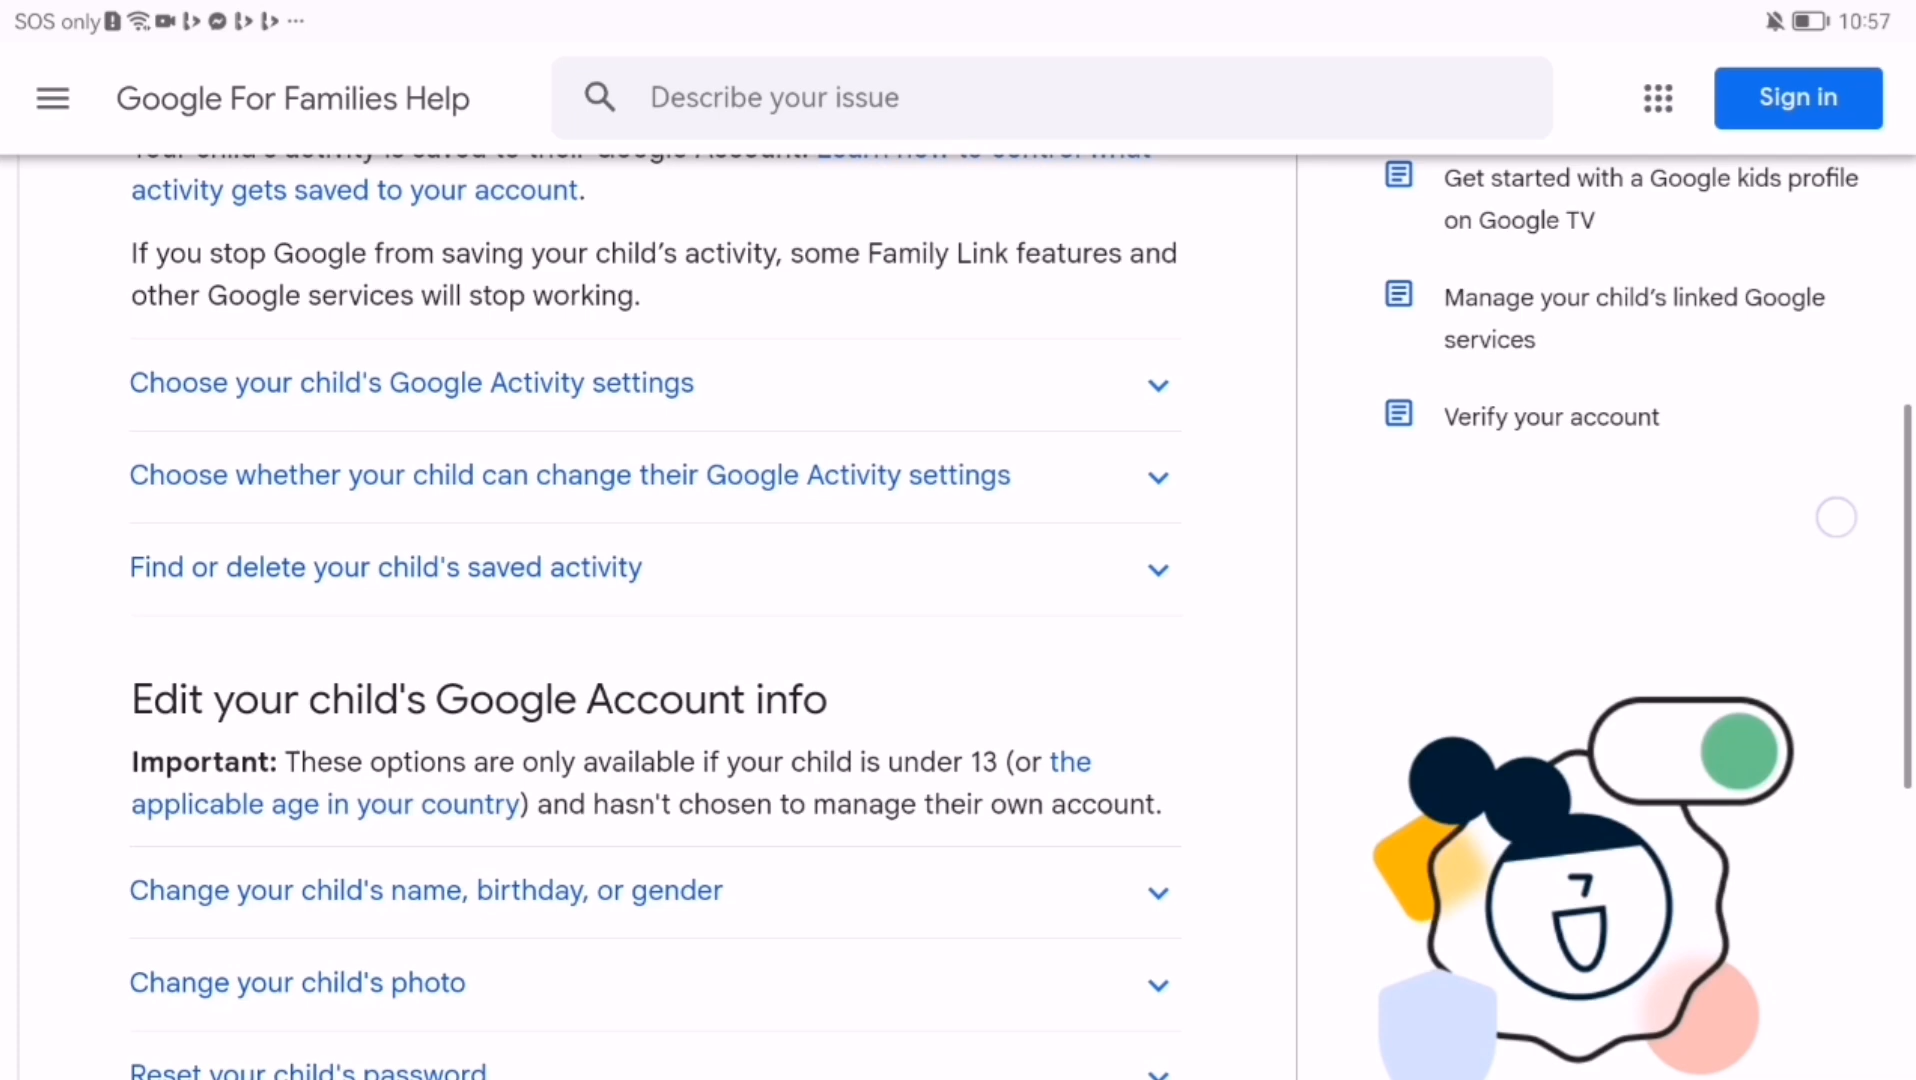 SOS only
10:57
Google For Families Help
Describe your issue
Sign in
activity gets saved to your account.
If you stop Google from saving your child’s activity, some Family Link features and
other Google services will stop working.
Choose your child's Google Activity settings
Choose whether your child can change their Google Activity settings
Find or delete your child's saved activity
Edit your child's Google Account info
Important: These options are only available if your child is under 13 (or the
applicable age in your country) and hasn't chosen to manage their own account.
Change your child's name, birthday, or gender
Change your child's photo
Reset your child's password
Get started with a Google kids profile
on Google TV
Manage your child’s linked Google
services
Verify your account